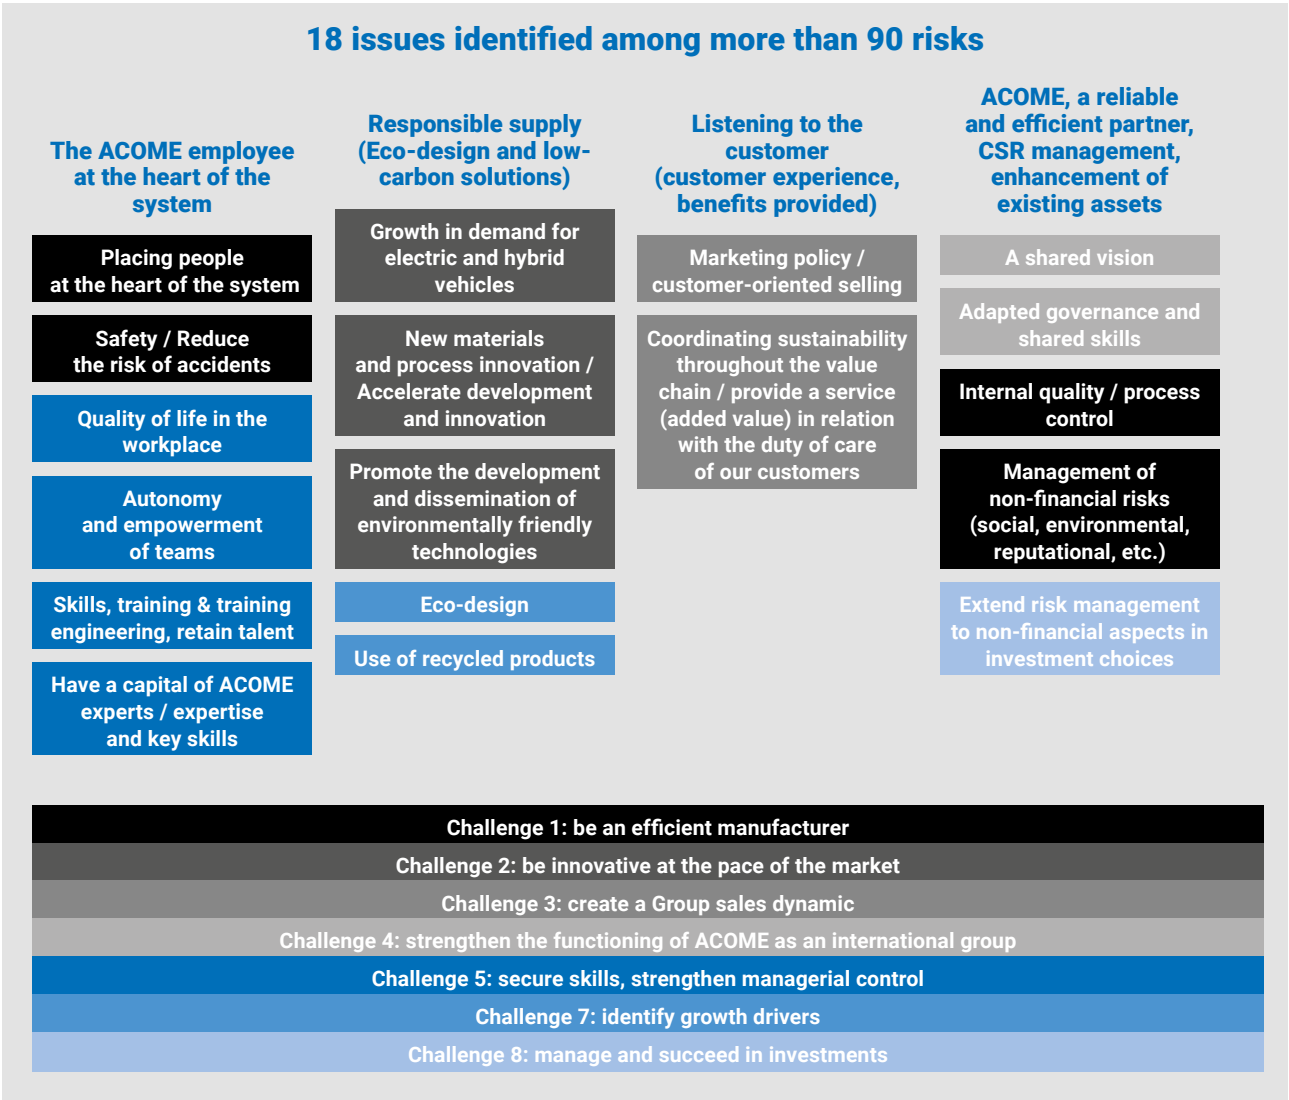 18 issues identified among more than 90 risks
The ACOME employee
at the heart of the
system
Placing people
at the heart of the system
Safety / Reduce
the risk of accidents
Quality of life in the
workplace
Autonomy
and empowerment
of teams
Skills, training & training
engineering, retain talent
Have a capital of ACOME
experts / expertise
and key skills
Responsible supply
(Eco-design and low-
carbon solutions)
Growth in demand for
electric and hybrid
vehicles
New materials
and process innovation /
Accelerate development
and innovation
Promote the development
and dissemination of
environmentally friendly
technologies
Eco-design
Use of recycled products
Listening to the
customer
(customer experience,
benefits provided)
Marketing policy /
customer-oriented selling
Coordinating sustainability
throughout the value
chain / provide a service
(added value) in relation
with the duty of care
of our customers
ACOME, a reliable
and efficient partner,
CSR management,
enhancement of
existing assets
A shared vision
Adapted governance and
shared skills
Internal quality / process
control
Management of
non-financial risks
(social, environmental,
reputational, etc.)
Extend risk management
to non-financial aspects in
investment choices
Challenge 1: be an efficient manufacturer
Challenge 2: be innovative at the pace of the market
Challenge 3: create a Group sales dynamic
Challenge 4: strengthen the functioning of ACOME as an international group
Challenge 5: secure skills, strengthen managerial control
Challenge 7: identify growth drivers
Challenge 8: manage and succeed in investments